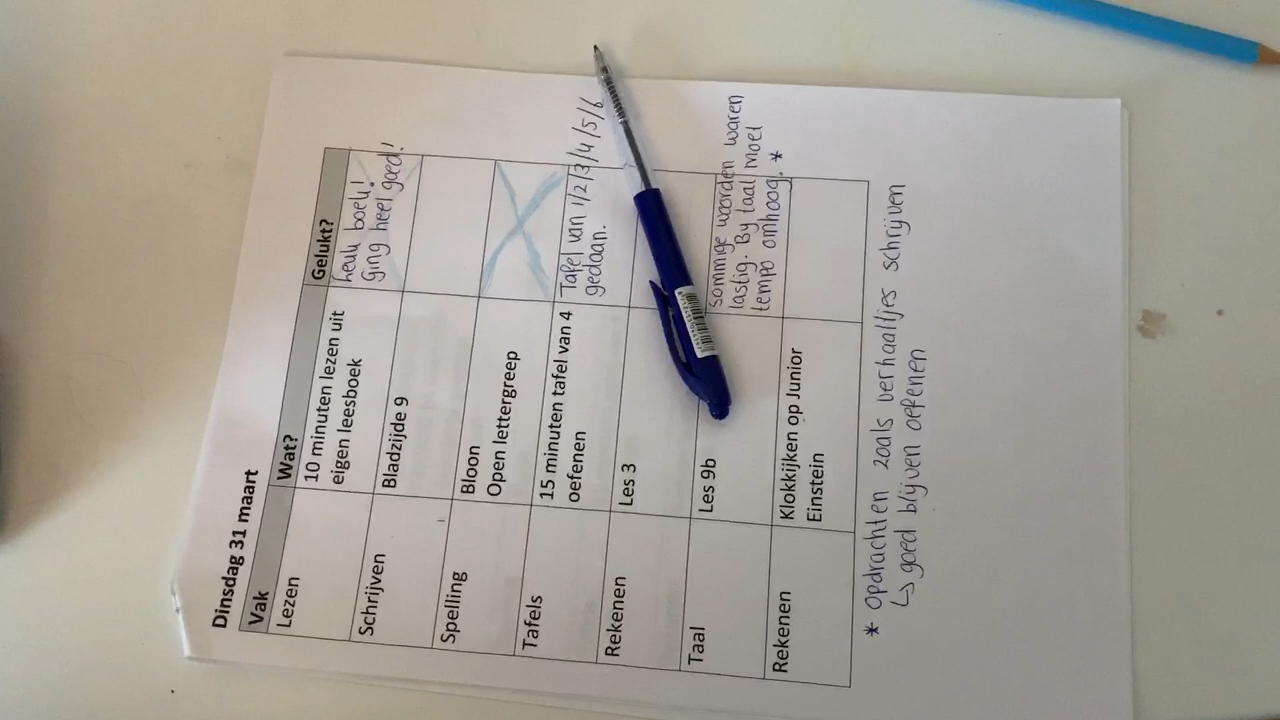 Dinsdag 31 maart
Vak Wat? Gelukt?
Lezen 10 minuten lezen uit eigen leesboek leuk boek! Ging heel goed!
Schrijven Bladzijde 9
Spelling Bloon Open lettergreep
Tafels 15 minuten tafel van 4 oefenen Tafel van 1/2/3/4/5/6 gedaan.
Rekenen Les 3
Taal Les 9b sommige woorden waren lastig. By taal moet tempo omhoog. *
Rekenen Klokkijken op Junior Einstein
* opdrachten zoals verhaaltjes schrijven
↳ goed blijven oefenen